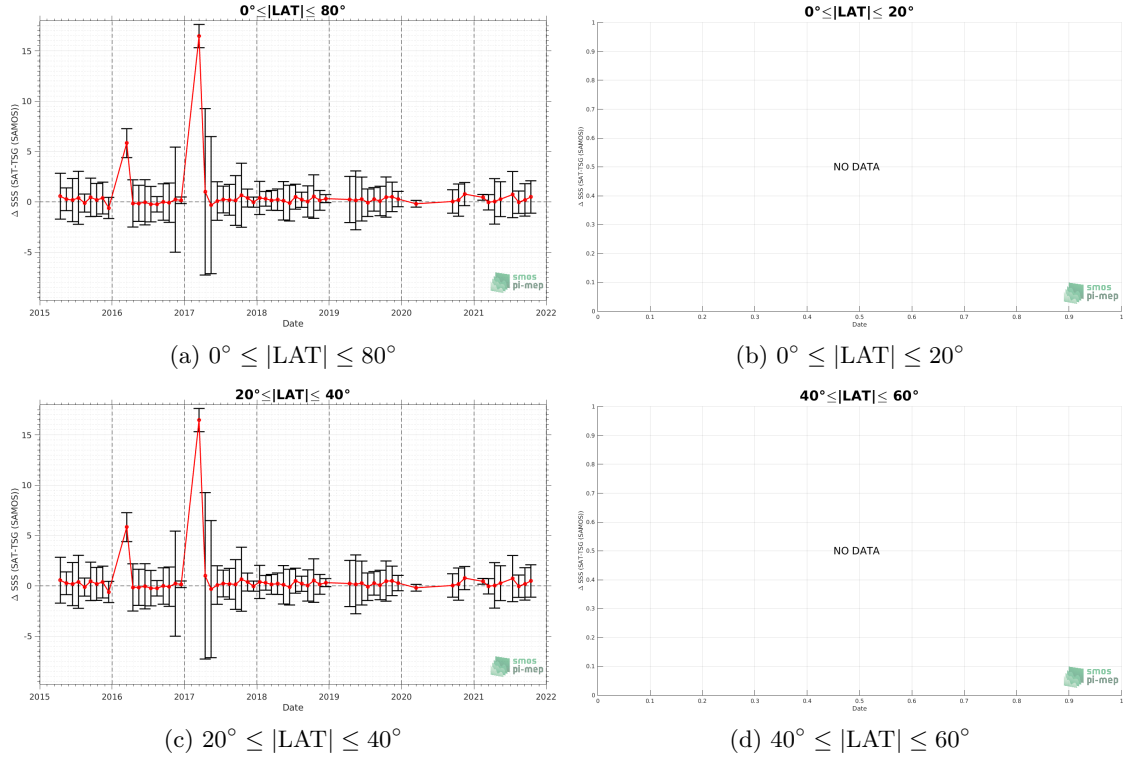 0°≤|LAT|≤ 80°
Δ SSS (SAT-TSG (SAMOS))
15
10
5
0
-5
2015 2016 2017 2018 2019 2020 2021 2022
Date
smos
pi-mep
(a) 0° ≤ |LAT| ≤ 80°
0°≤|LAT|≤ 20°
Δ SSS (SAT-TSG (SAMOS))
1
0.9
0.8
0.7
0.6
0.5
0.4
0.3
0.2
0.1
0
NO DATA
0 0.1 0.2 0.3 0.4 0.5 0.6 0.7 0.8 0.9 1
Date
smos
pi-mep
(b) 0° ≤ |LAT| ≤ 20°
20°≤|LAT|≤ 40°
Δ SSS (SAT-TSG (SAMOS))
15
10
5
0
-5
2015 2016 2017 2018 2019 2020 2021 2022
Date
smos
pi-mep
(c) 20° ≤ |LAT| ≤ 40°
40°≤|LAT|≤ 60°
Δ SSS (SAT-TSG (SAMOS))
1
0.9
0.8
0.7
0.6
0.5
0.4
0.3
0.2
0.1
0
NO DATA
0 0.1 0.2 0.3 0.4 0.5 0.6 0.7 0.8 0.9 1
Date
smos
pi-mep
(d) 40° ≤ |LAT| ≤ 60°